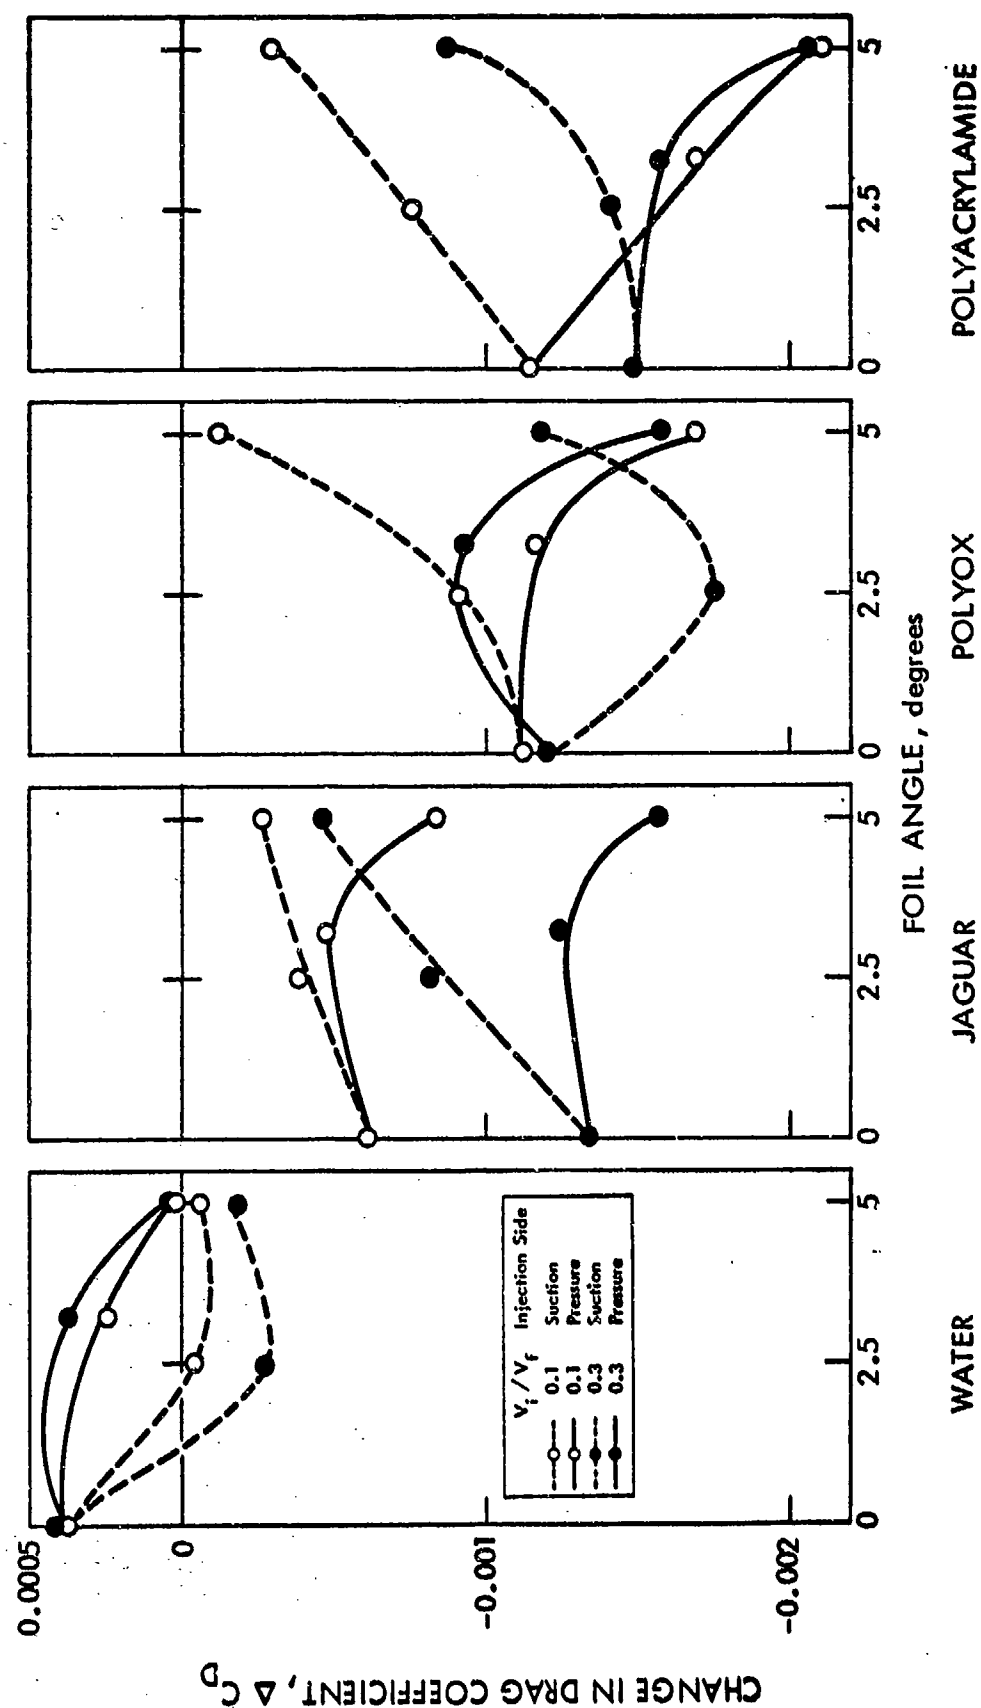 CHANGE IN DRAG COEFFICIENT, Δ C_D
0.0005
0
-0.001
-0.002
V_i / V_f Injection Side
0.1 Suction
0.1 Pressure
0.3 Suction
0.3 Pressure
0 2.5 5
0 2.5 5
0 2.5 5
0 2.5 5
FOIL ANGLE, degrees
WATER JAGUAR POLYOX POLYACRYLAMIDE